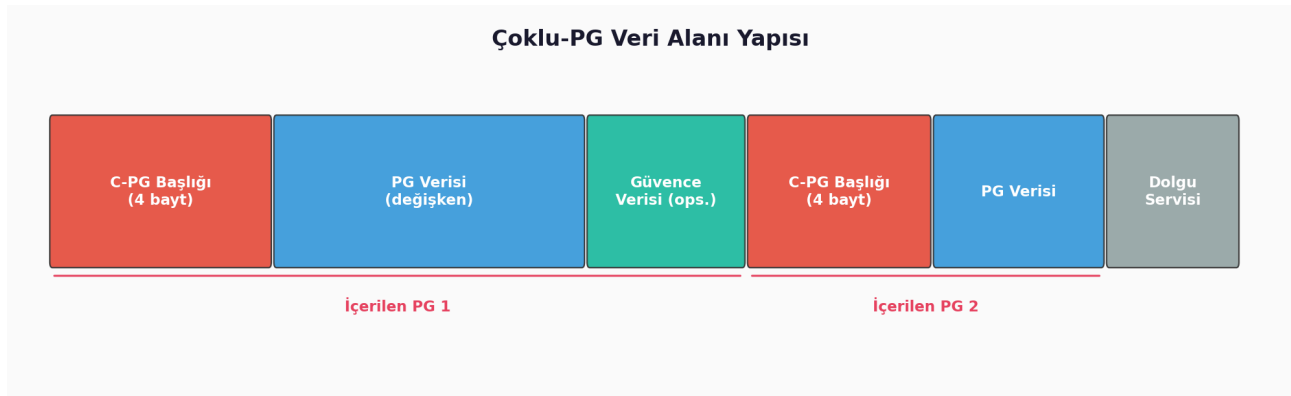 Çoklu-PG Veri Alanı Yapısı
C-PG Başlığı
(4 bayt)
PG Verisi
(değişken)
Güvence
Verisi (ops.)
C-PG Başlığı
(4 bayt)
PG Verisi
Dolgu
Servisi
İçerilen PG 1
İçerilen PG 2